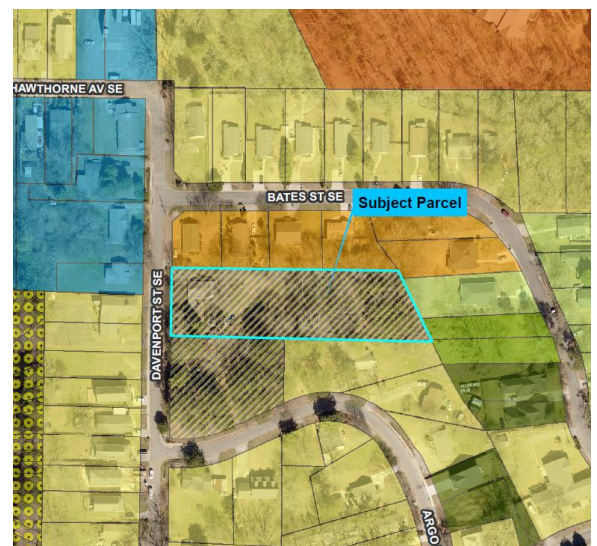 HAWTHORNE AV SE
BATES ST SE
Subject Parcel
DAVENPORT ST SE
ARGO